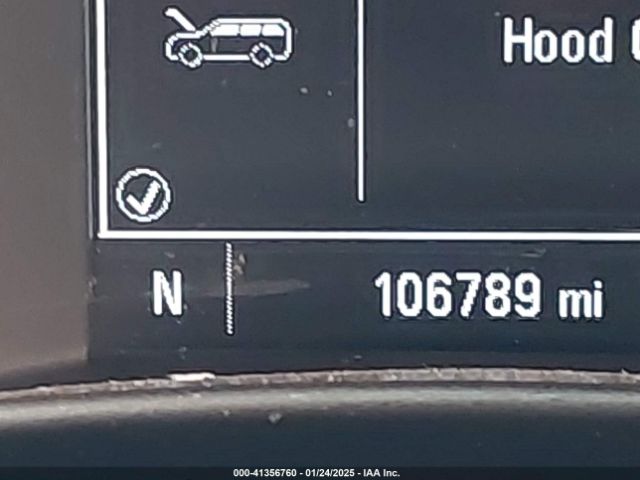 Hood
N 106789 mi
000-41356760 - 01/24/2025 - IAA Inc.